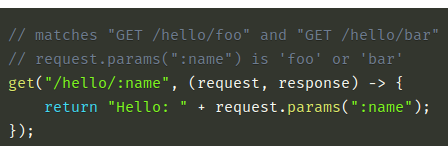 // matches "GET /hello/foo" and "GET /hello/bar"
// request.params(":name") is 'foo' or 'bar'
get("/hello/:name", (request, response) -> {
    return "Hello: " + request.params(":name");
});